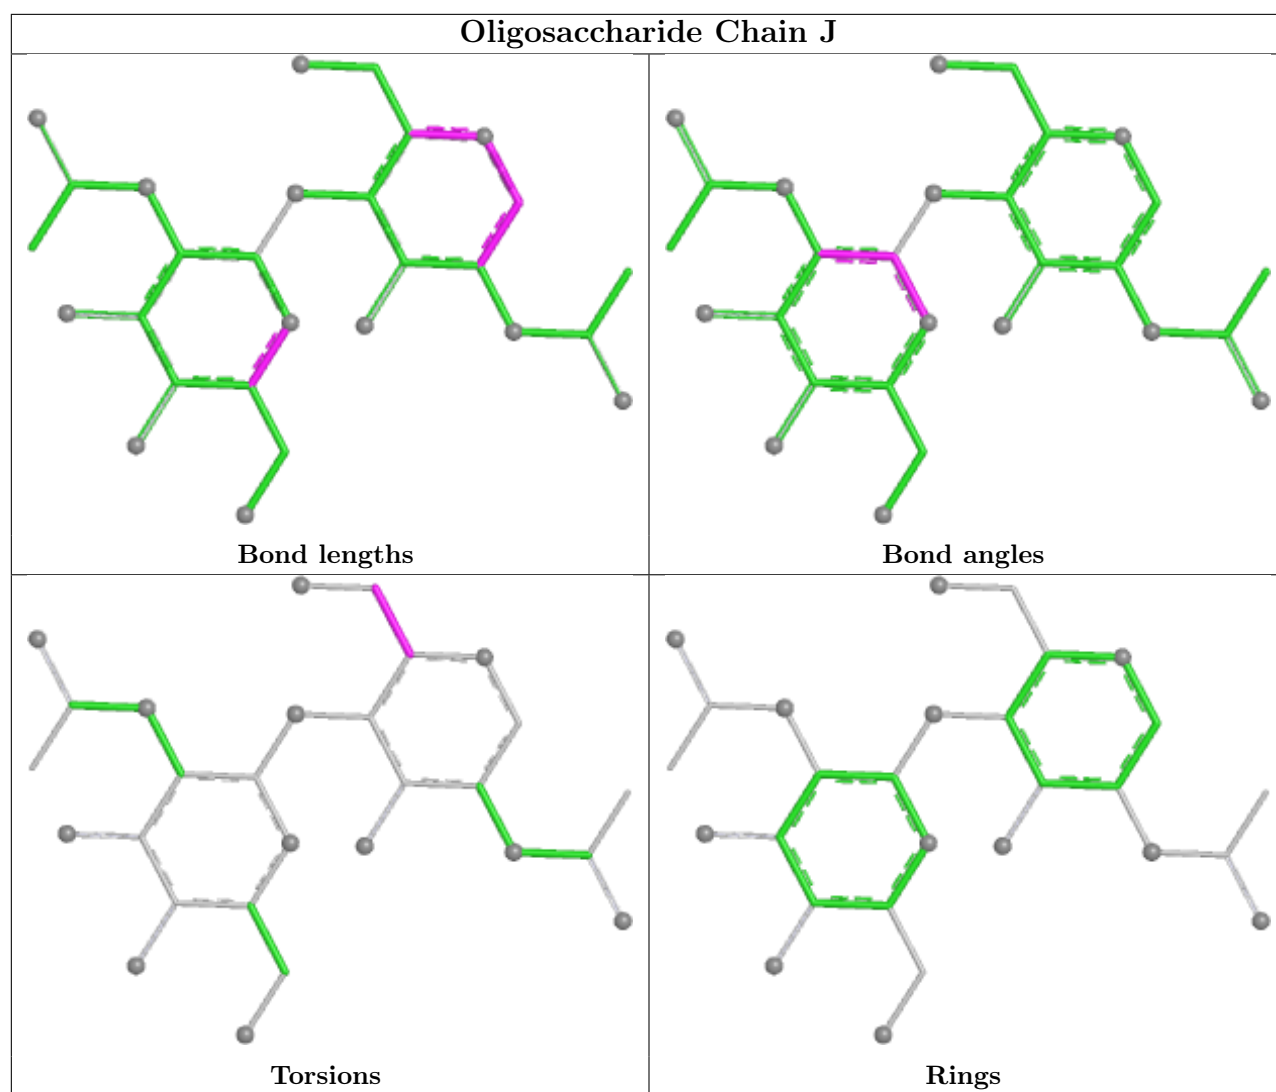 Oligosaccharide Chain J
Bond lengths
Bond angles
Torsions
Rings